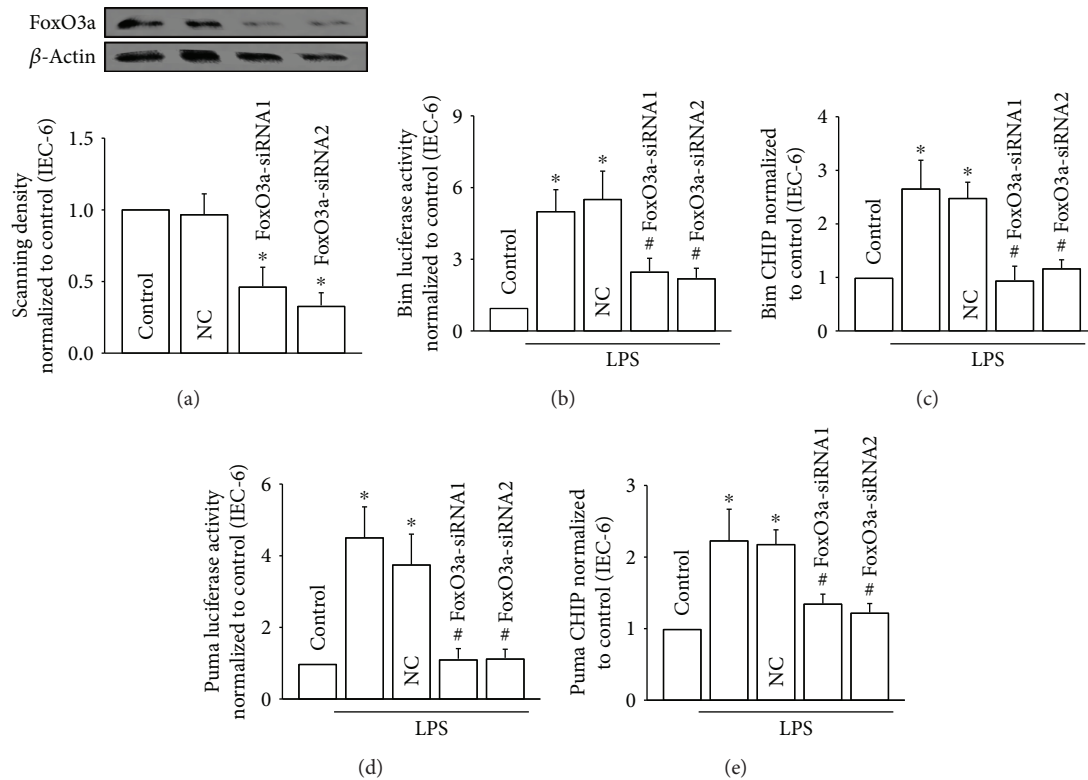 FoxO3a
β-Actin
Scanning density
normalized to control (IEC-6)
1.5
1.0
0.5
0.0
Control
NC
* FoxO3a-siRNA1
* FoxO3a-siRNA2
(a)
Bim luciferase activity
normalized to control (IEC-6)
9
6
3
0
Control
*
*
NC
# FoxO3a-siRNA1
# FoxO3a-siRNA2
LPS
(b)
Bim CHIP normalized
to control (IEC-6)
4
3
2
1
0
Control
*
*
NC
# FoxO3a-siRNA1
# FoxO3a-siRNA2
LPS
(c)
Puma luciferase activity
normalized to control (IEC-6)
6
4
2
0
Control
*
*
NC
# FoxO3a-siRNA1
# FoxO3a-siRNA2
LPS
(d)
Puma CHIP normalized
to control (IEC-6)
3
2
1
0
Control
*
*
NC
# FoxO3a-siRNA1
# FoxO3a-siRNA2
LPS
(e)